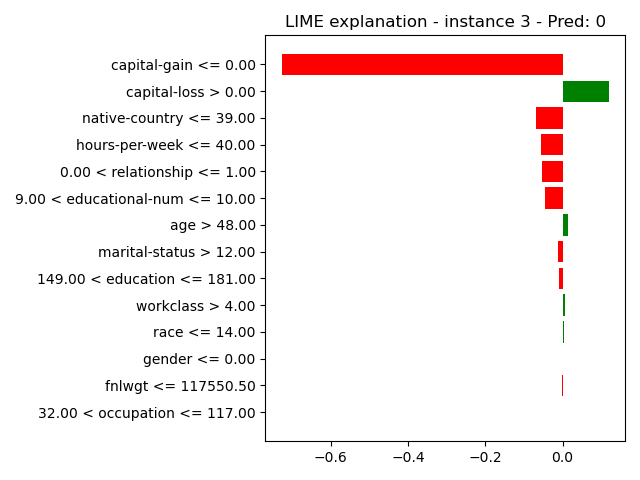 LIME explanation - instance 3 - Pred: 0
capital-gain <= 0.00
capital-loss > 0.00
native-country <= 39.00
hours-per-week <= 40.00
0.00 < relationship <= 1.00
9.00 < educational-num <= 10.00
age > 48.00
marital-status > 12.00
149.00 < education <= 181.00
workclass > 4.00
race <= 14.00
gender <= 0.00
fnlwgt <= 117550.50
32.00 < occupation <= 117.00
−0.6 −0.4 −0.2 0.0